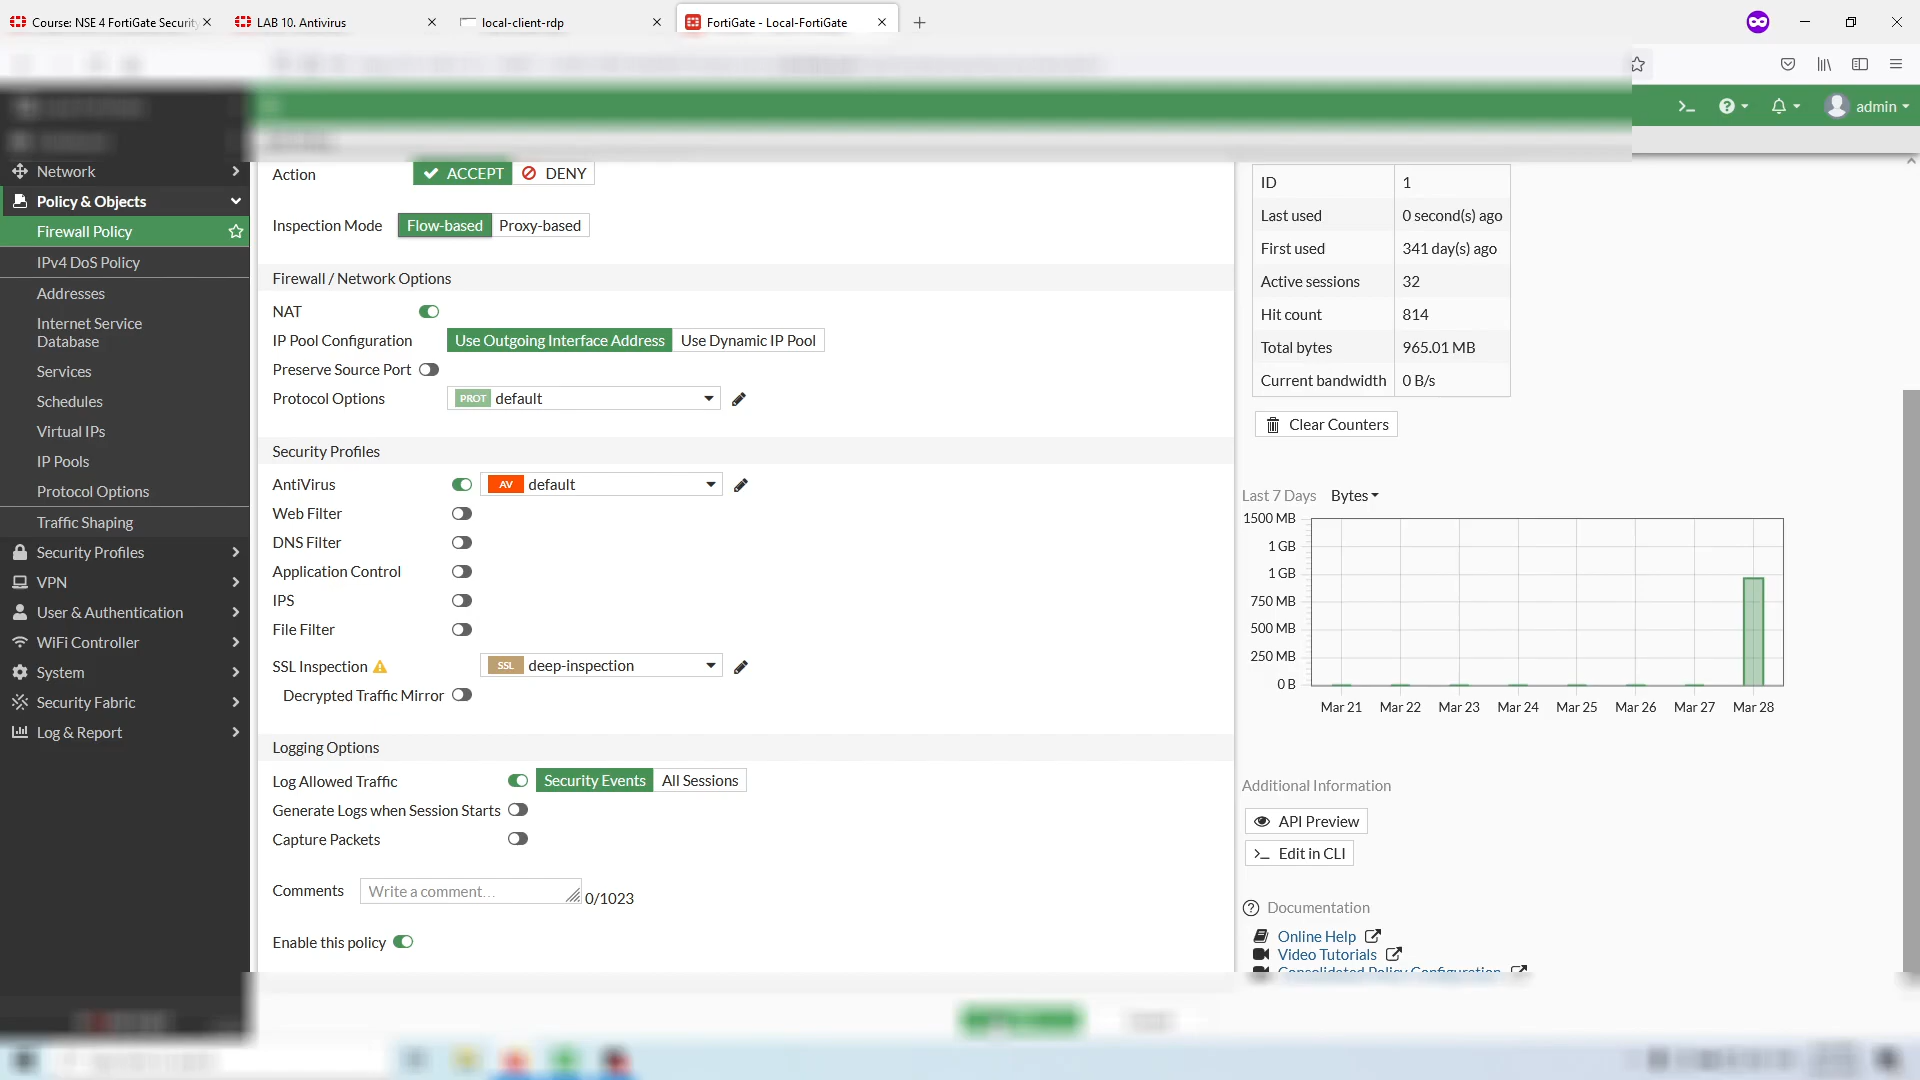 Course: NSE 4 FortiGate Security
LAB 10. Antivirus
local-client-rdp
FortiGate - Local-FortiGate
admin
Network
Policy & Objects
Firewall Policy
IPv4 DoS Policy
Addresses
Internet Service
Database
Services
Schedules
Virtual IPs
IP Pools
Protocol Options
Traffic Shaping
Security Profiles
VPN
User & Authentication
WiFi Controller
System
Security Fabric
Log & Report
Action ACCEPT DENY
Inspection Mode Flow-based Proxy-based
Firewall / Network Options
NAT
IP Pool Configuration Use Outgoing Interface Address Use Dynamic IP Pool
Preserve Source Port
Protocol Options PROT default
Security Profiles
AntiVirus AV default
Web Filter
DNS Filter
Application Control
IPS
File Filter
SSL Inspection SSL deep-inspection
Decrypted Traffic Mirror
Logging Options
Log Allowed Traffic Security Events All Sessions
Generate Logs when Session Starts
Capture Packets
Comments Write a comment... 0/1023
Enable this policy
ID 1
Last used 0 second(s) ago
First used 341 day(s) ago
Active sessions 32
Hit count 814
Total bytes 965.01 MB
Current bandwidth 0 B/s
Clear Counters
Last 7 Days Bytes
1500 MB
1 GB
1 GB
750 MB
500 MB
250 MB
0 B
Mar 21 Mar 22 Mar 23 Mar 24 Mar 25 Mar 26 Mar 27 Mar 28
Additional Information
API Preview
>_ Edit in CLI
Documentation
Online Help
Video Tutorials
Consolidated Policy Configuration